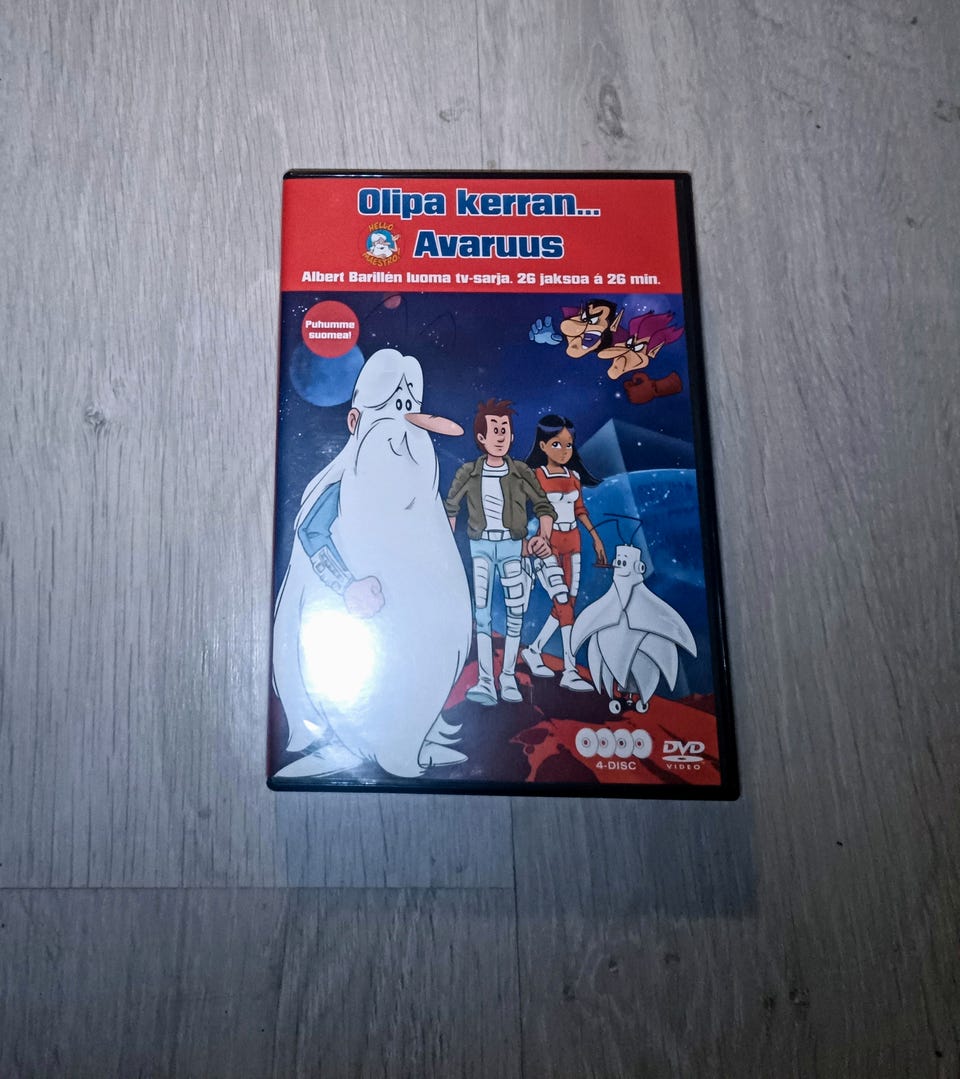 Olipa kerran...
HELLO MAESTRO!
Avaruus
Albert Barillén luoma tv-sarja. 26 jaksoa á 26 min.
Puhumme
suomea!
4-DISC
DVD
VIDEO